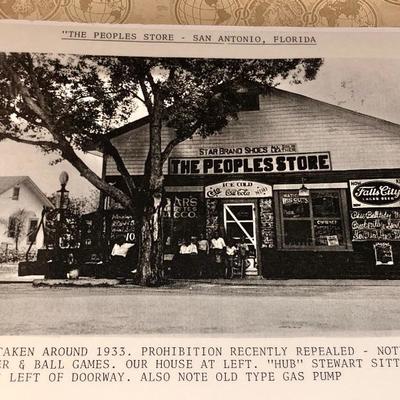 "THE PEOPLES STORE - SAN ANTONIO, FLORIDA
STAR BRAND SHOES
THE PEOPLES STORE
ICE COLD
Coca-Cola
Falls City
TAKEN AROUND 1933. PROHIBITION RECENTLY REPEALED - NOT
R & BALL GAMES. OUR HOUSE AT LEFT. "HUB" STEWART SITT
LEFT OF DOORWAY. ALSO NOTE OLD TYPE GAS PUMP